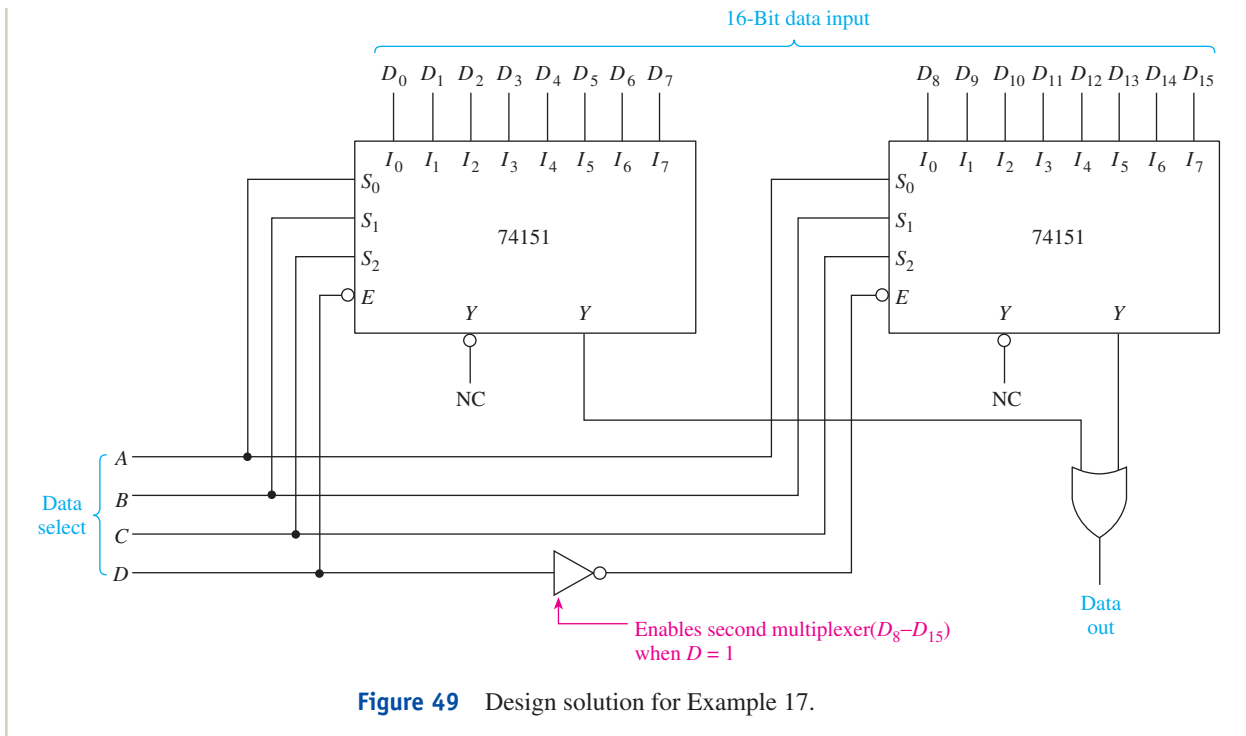 16-Bit data input
D0 D1 D2 D3 D4 D5 D6 D7 D8 D9 D10 D11 D12 D13 D14 D15
I0 I1 I2 I3 I4 I5 I6 I7 I0 I1 I2 I3 I4 I5 I6 I7
S0 S0
S1 S1
74151 74151
S2 S2
E E
Y Y Y Y
NC NC
A
B
Data
select
C
D
Data
out
Enables second multiplexer(D8–D15)
when D = 1
Figure 49 Design solution for Example 17.